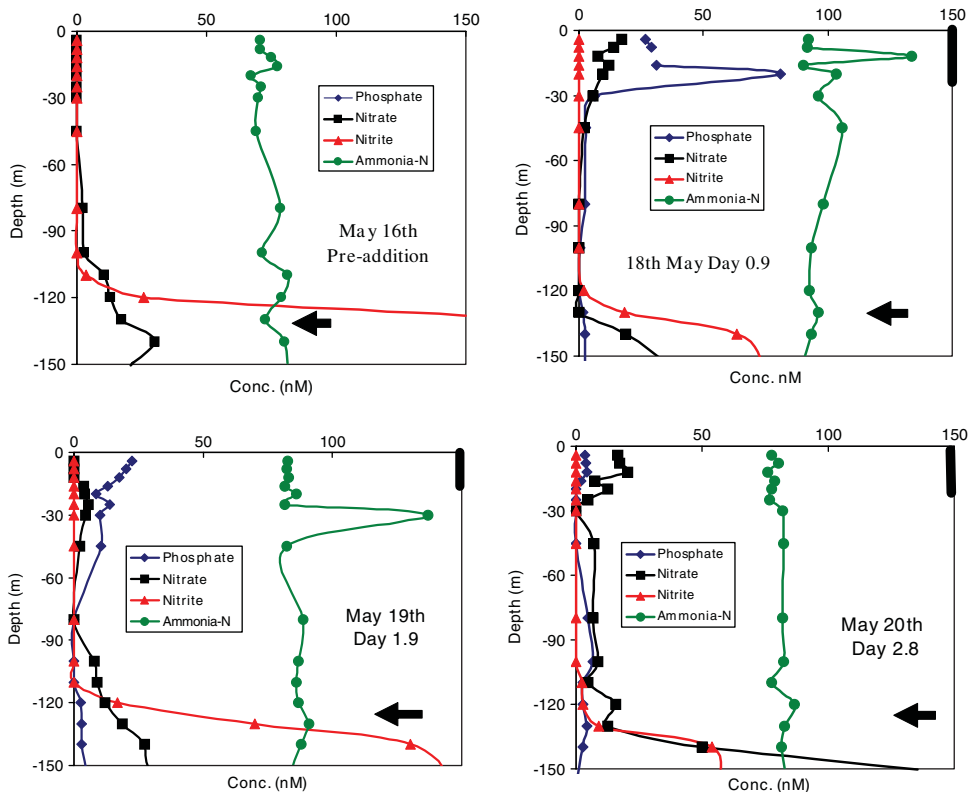 0 50 100 150
0
-30
-60
-90
-120
-150
Depth (m)
Phosphate
Nitrate
Nitrite
Ammonia-N
May 16th
Pre-addition
Conc. (nM)
0 50 100 150
0
-30
-60
-90
-120
-150
Depth (m)
Phosphate
Nitrate
Nitrite
Ammonia-N
18th May Day 0.9
Conc. nM
0 50 100
0
-30
-60
-90
-120
-150
Depth (m)
Phosphate
Nitrate
Nitrite
Ammonia-N
May 19th
Day 1.9
Conc. (nM)
0 50 100 150
0
-30
-60
-90
-120
-150
Depth (m)
Phosphate
Nitrate
Nitrite
Ammonia-N
May 20th
Day 2.8
Conc. (nM)